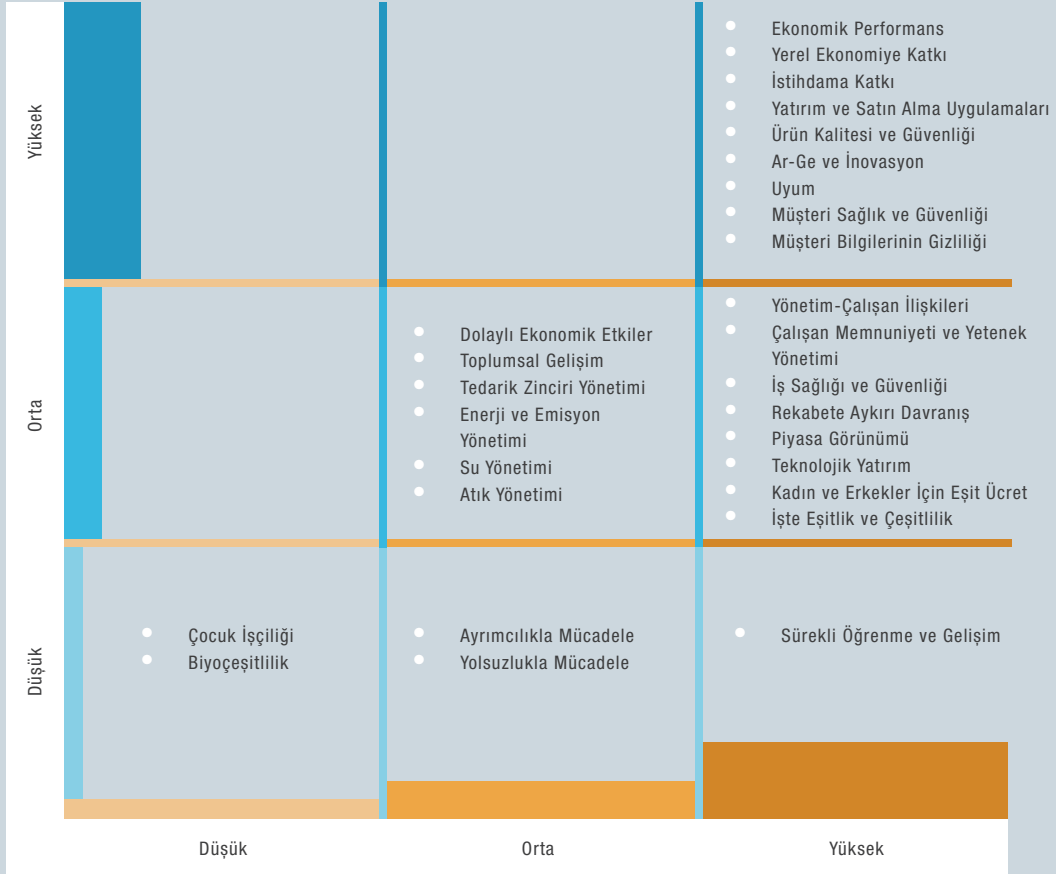 Yüksek
Ekonomik Performans
Yerel Ekonomiye Katkı
İstihdama Katkı
Yatırım ve Satın Alma Uygulamaları
Ürün Kalitesi ve Güvenliği
Ar-Ge ve İnovasyon
Uyum
Müşteri Sağlık ve Güvenliği
Müşteri Bilgilerinin Gizliliği
Orta
Dolaylı Ekonomik Etkiler
Toplumsal Gelişim
Tedarik Zinciri Yönetimi
Enerji ve Emisyon
Yönetimi
Su Yönetimi
Atık Yönetimi
Yönetim-Çalışan İlişkileri
Çalışan Memnuniyeti ve Yetenek
Yönetimi
İş Sağlığı ve Güvenliği
Rekabete Aykırı Davranış
Piyasa Görünümü
Teknolojik Yatırım
Kadın ve Erkekler İçin Eşit Ücret
İşte Eşitlik ve Çeşitlilik
Düşük
Çocuk İşçiliği
Biyoçeşitlilik
Ayrımcılıkla Mücadele
Yolsuzlukla Mücadele
Sürekli Öğrenme ve Gelişim
Düşük
Orta
Yüksek